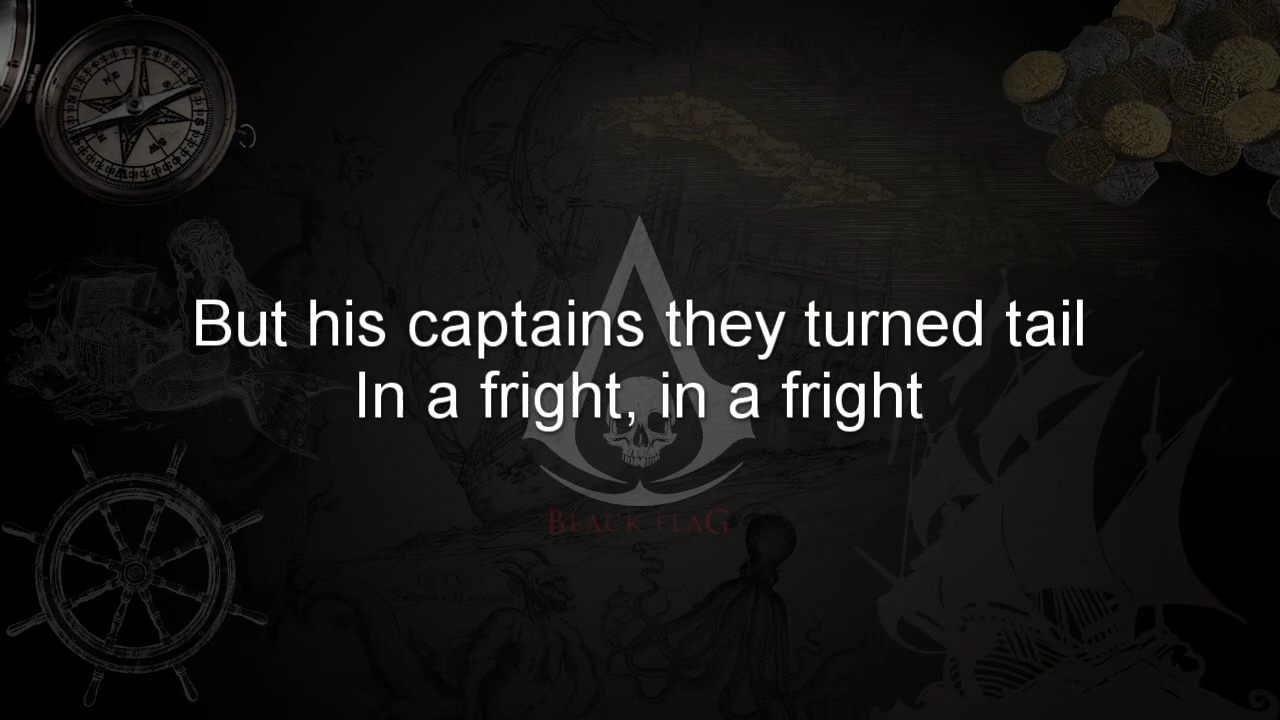 But his captains they turned tail
In a fright, in a fright
BLACK FLAG